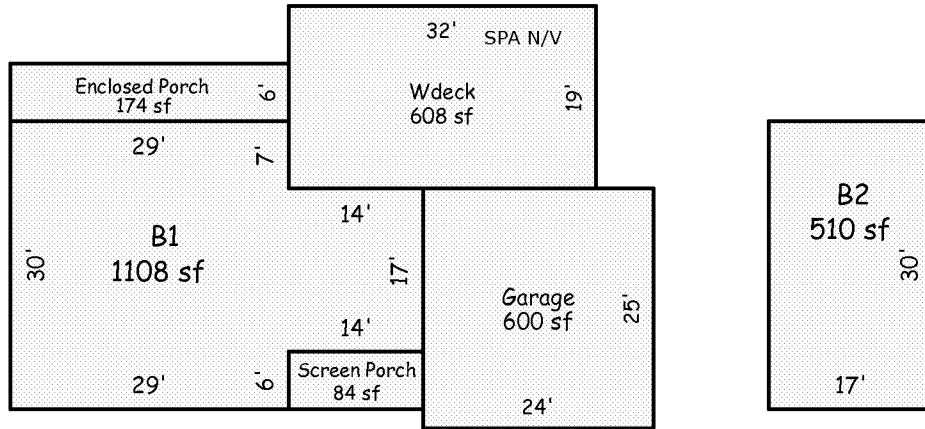 32'
SPA N/V
Enclosed Porch
174 sf
6'
Wdeck
608 sf
19'
29'
7'
B1
1108 sf
30'
14'
17'
14'
Garage
600 sf
25'
B2
510 sf
30'
29'
6'
Screen Porch
84 sf
24'
17'